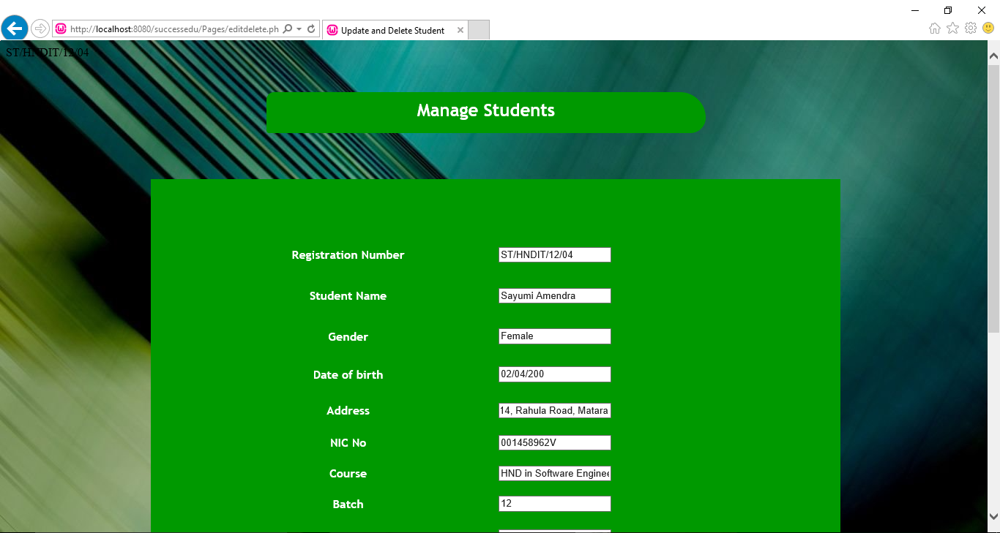 http://localhost:8080/successedu/Pages/editdelete.ph
Update and Delete Student
ST/HNDIT/12/04
Manage Students
Registration Number ST/HNDIT/12/04
Student Name Sayumi Amendra
Gender Female
Date of birth 02/04/200
Address 14, Rahula Road, Matara
NIC No 001458962V
Course HND in Software Enginee
Batch 12